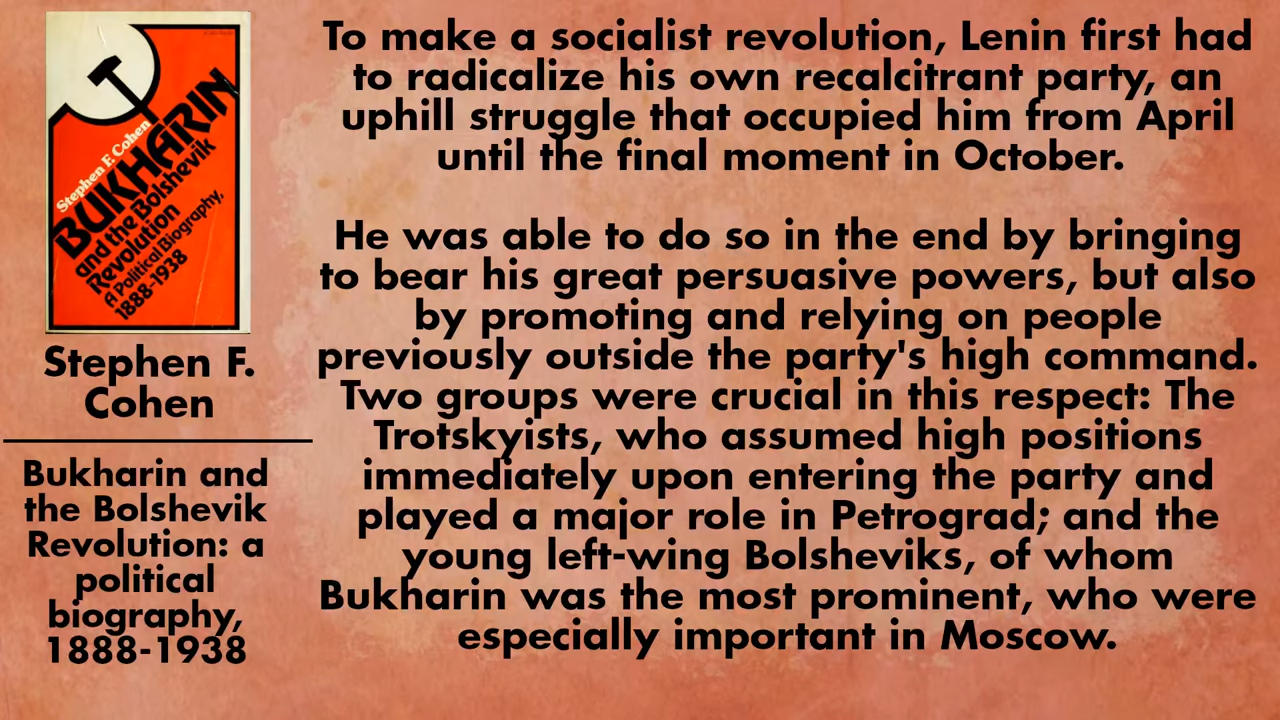 Stephen F. Cohen
BUKHARIN
and the Bolshevik
Revolution
A Political Biography,
1888-1938
Stephen F.
Cohen
Bukharin and
the Bolshevik
Revolution: a
political
biography,
1888-1938
To make a socialist revolution, Lenin first had
to radicalize his own recalcitrant party, an
uphill struggle that occupied him from April
until the final moment in October.
He was able to do so in the end by bringing
to bear his great persuasive powers, but also
by promoting and relying on people
previously outside the party's high command.
Two groups were crucial in this respect: The
Trotskyists, who assumed high positions
immediately upon entering the party and
played a major role in Petrograd; and the
young left-wing Bolsheviks, of whom
Bukharin was the most prominent, who were
especially important in Moscow.